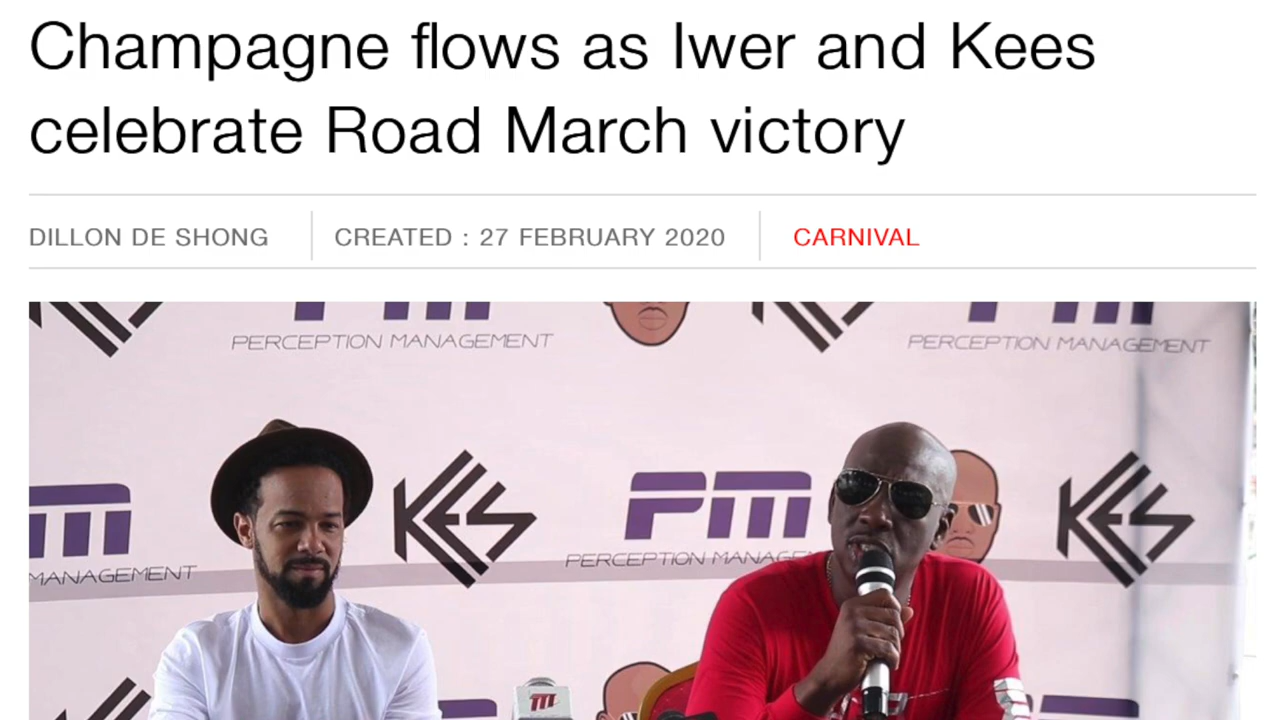 Champagne flows as Iwer and Kees
celebrate Road March victory
DILLON DE SHONG
CREATED : 27 FEBRUARY 2020
CARNIVAL
PM
PERCEPTION MANAGEMENT
PM
PERCEPTION MANAGEMENT
KES
PM
KES
MANAGEMENT
PERCEPTION MANAGE